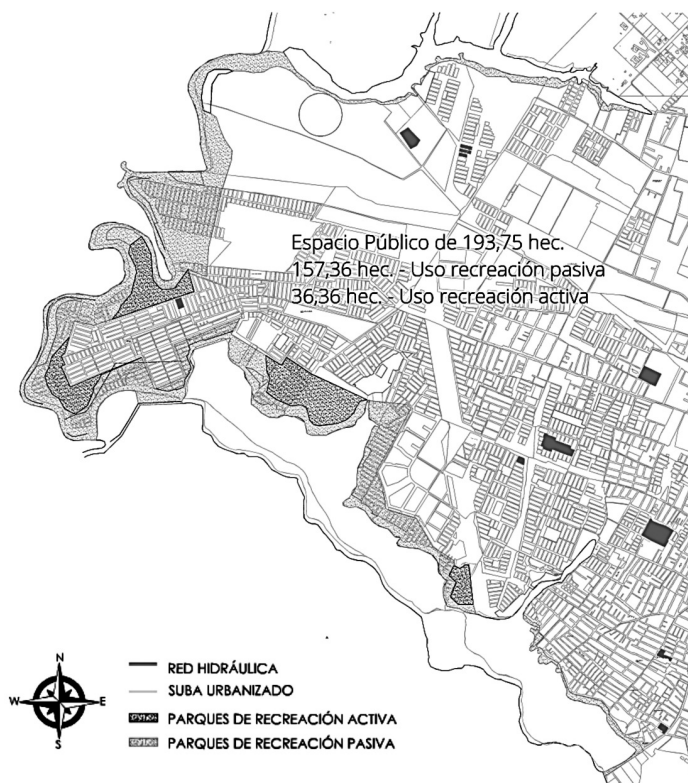 Espacio Público de 193,75 hec.
157,36 hec. - Uso recreación pasiva
36,36 hec. - Uso recreación activa
N
W
E
S
RED HIDRÁULICA
SUBA URBANIZADO
PARQUES DE RECREACIÓN ACTIVA
PARQUES DE RECREACIÓN PASIVA